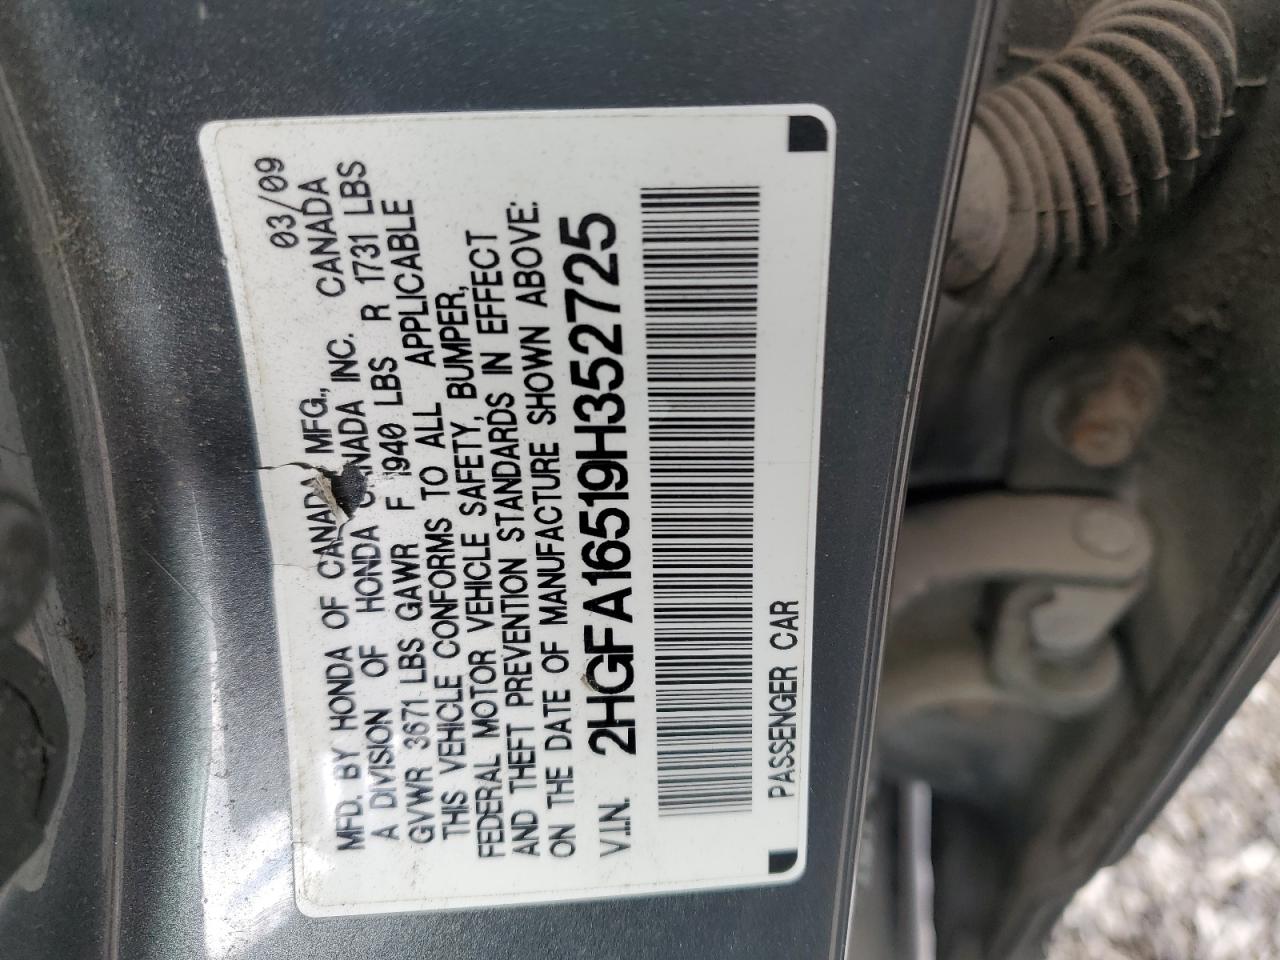 MFD. BY HONDA OF CANADA MFG., 03/09
A DIVISION OF HONDA CANADA INC. CANADA
GVWR 3671 LBS GAWR F 1940 LBS R 1731 LBS
THIS VEHICLE CONFORMS TO ALL APPLICABLE
FEDERAL MOTOR VEHICLE SAFETY, BUMPER,
AND THEFT PREVENTION STANDARDS IN EFFECT
ON THE DATE OF MANUFACTURE SHOWN ABOVE.
V.I.N. 2HGFA16519H352725
PASSENGER CAR